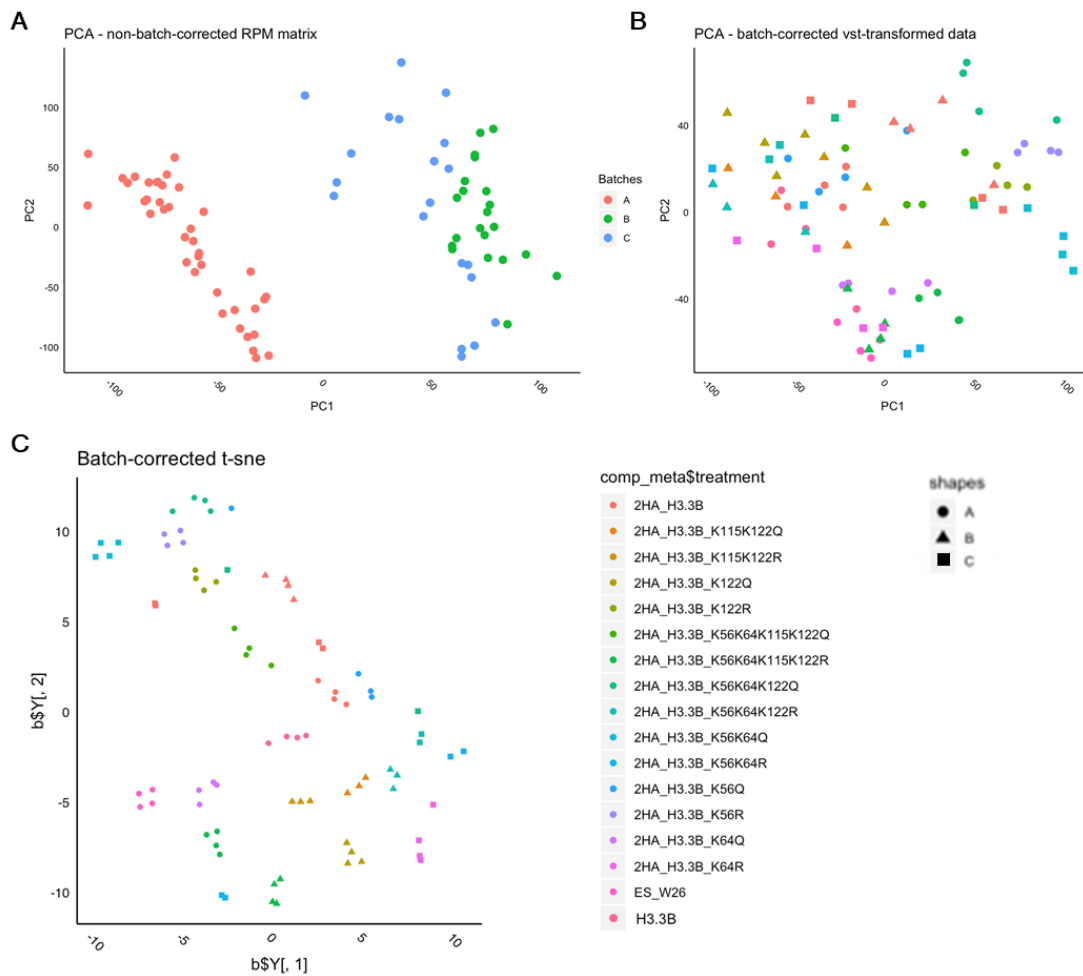 A
PCA - non-batch-corrected RPM matrix
PC2
100
50
0
-50
-100
-100
-50
0
50
100
PC1
Batches
A
B
C
B
PCA - batch-corrected vst-transformed data
PC2
40
0
-40
-100
-50
0
50
100
PC1
C
Batch-corrected t-sne
b$Y[, 2]
10
5
0
-5
-10
-10
-5
0
5
10
b$Y[, 1]
comp_meta$treatment
2HA_H3.3B
2HA_H3.3B_K115K122Q
2HA_H3.3B_K115K122R
2HA_H3.3B_K122Q
2HA_H3.3B_K122R
2HA_H3.3B_K56K64K115K122Q
2HA_H3.3B_K56K64K115K122R
2HA_H3.3B_K56K64K122Q
2HA_H3.3B_K56K64K122R
2HA_H3.3B_K56K64Q
2HA_H3.3B_K56K64R
2HA_H3.3B_K56Q
2HA_H3.3B_K56R
2HA_H3.3B_K64Q
2HA_H3.3B_K64R
ES_W26
H3.3B
shapes
A
B
C